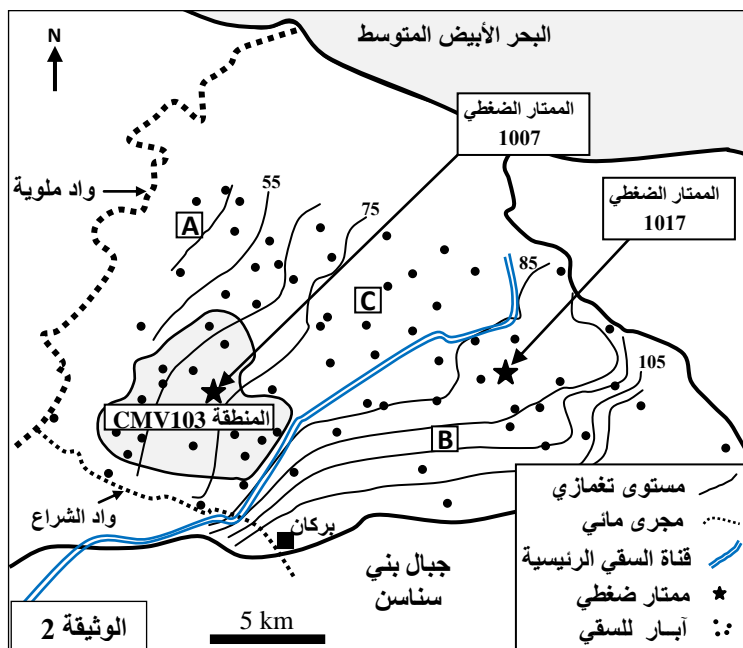 البحر الأبيض المتوسط
N
الممتار الضغطي
1007
الممتار الضغطي
1017
واد ملوية
55
75
A
85
C
105
المنطقة CMV103
B
واد الشراع
بركان
جبال بني
سناسن
مستوى تغمازي
مجرى مائي
قناة السقي الرئيسية
ممتار ضغطي
آبار للسقي
5 km
الوثيقة 2